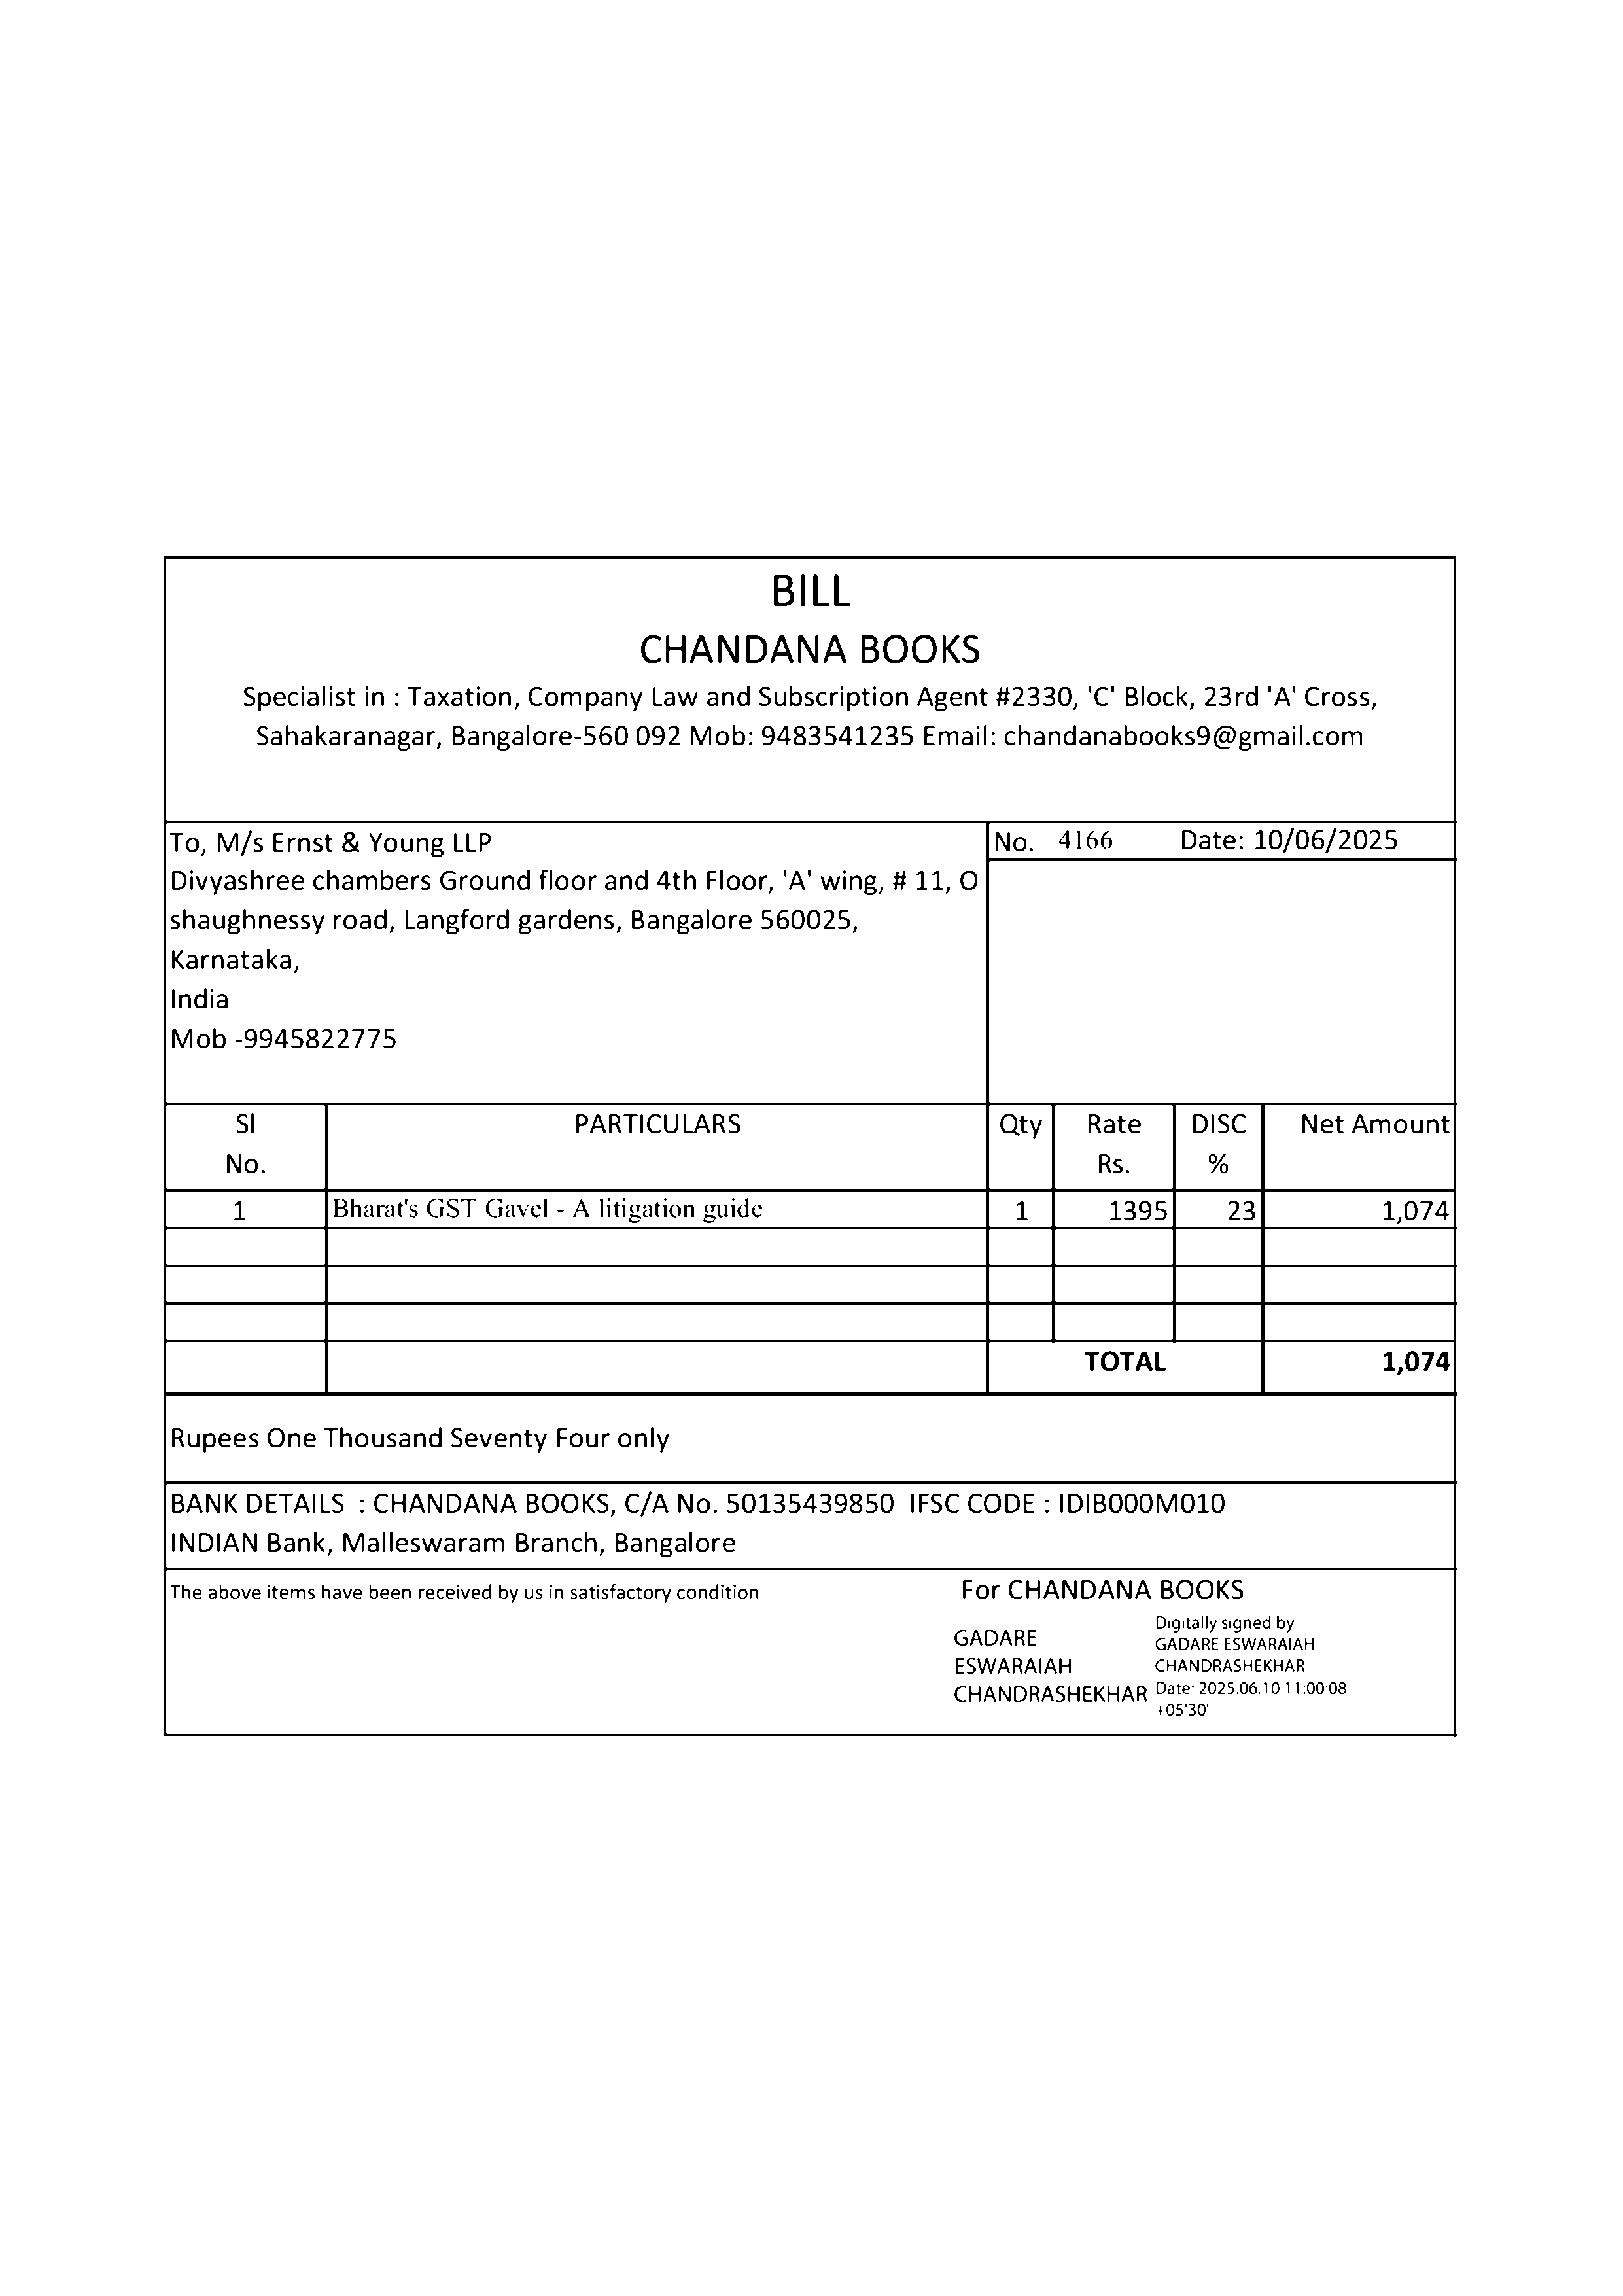 BILL
CHANDANA BOOKS
Specialist in : Taxation, Company Law and Subscription Agent #2330, 'C' Block, 23rd 'A' Cross,
Sahakaranagar, Bangalore-560 092 Mob: 9483541235 Email: chandanabooks9@gmail.com
To, M/s Ernst & Young LLP
Divyashree chambers Ground floor and 4th Floor, 'A' wing, # 11, O
shaughnessy road, Langford gardens, Bangalore 560025,
Karnataka,
India
Mob -9945822775
No. 4166 Date: 10/06/2025
Sl No. PARTICULARS Qty Rate Rs. DISC % Net Amount
1 Bharat's GST Gavel - A litigation guide 1 1395 23 1,074
TOTAL 1,074
Rupees One Thousand Seventy Four only
BANK DETAILS : CHANDANA BOOKS, C/A No. 50135439850 IFSC CODE : IDIB000M010
INDIAN Bank, Malleswaram Branch, Bangalore
The above items have been received by us in satisfactory condition
For CHANDANA BOOKS
GADARE
ESWARAIAH
CHANDRASHEKHAR
Digitally signed by
GADARE ESWARAIAH
CHANDRASHEKHAR
Date: 2025.06.10 11:00:08
+05'30'